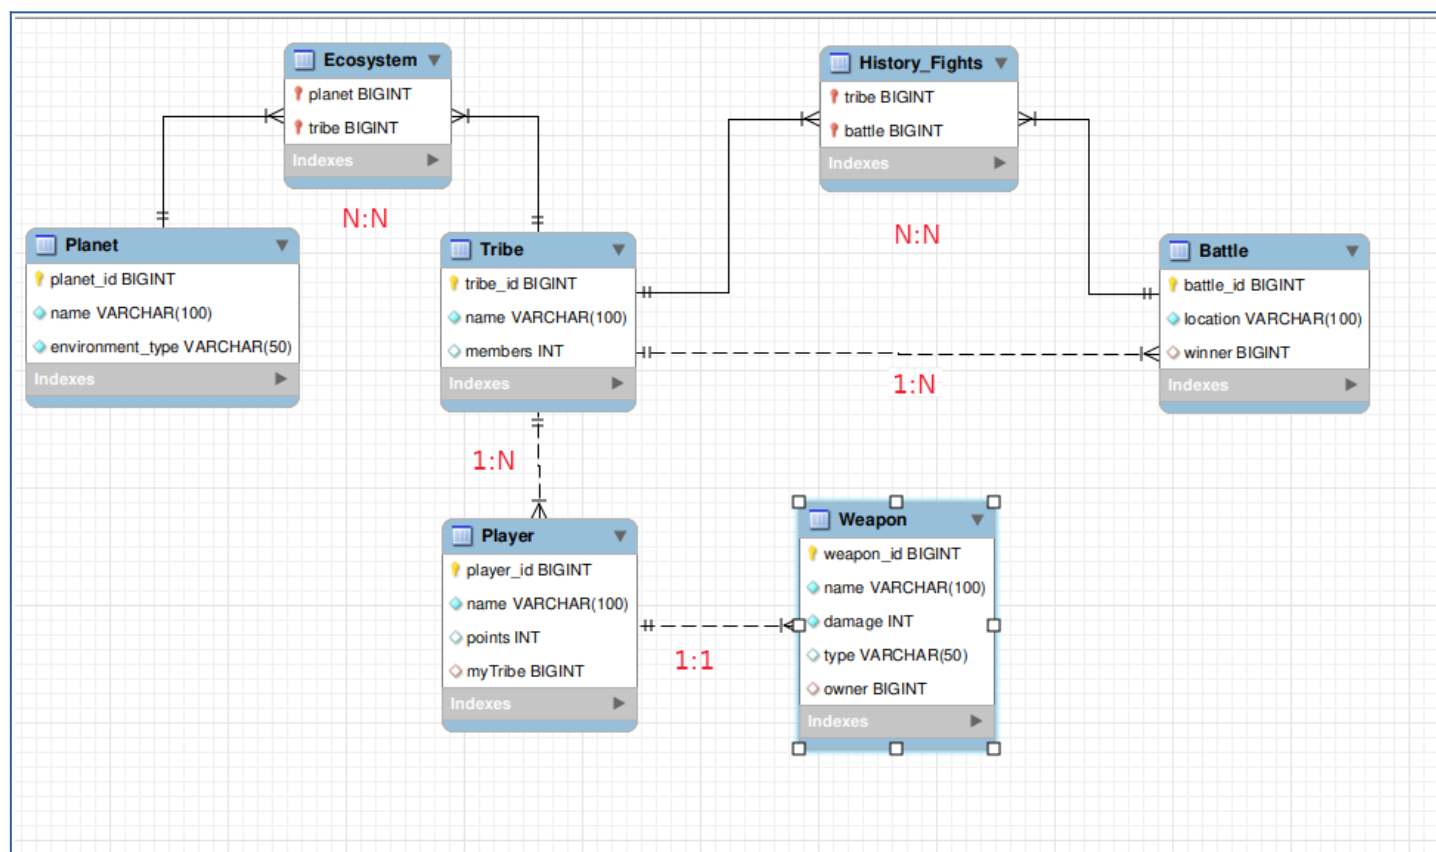 Ecosystem
planet BIGINT
tribe BIGINT
Indexes
N:N
History_Fights
tribe BIGINT
battle BIGINT
Indexes
N:N
Planet
planet_id BIGINT
name VARCHAR(100)
environment_type VARCHAR(50)
Indexes
Tribe
tribe_id BIGINT
name VARCHAR(100)
members INT
Indexes
Battle
battle_id BIGINT
location VARCHAR(100)
winner BIGINT
Indexes
1:N
1:N
Player
player_id BIGINT
name VARCHAR(100)
points INT
myTribe BIGINT
Indexes
1:1
Weapon
weapon_id BIGINT
name VARCHAR(100)
damage INT
type VARCHAR(50)
owner BIGINT
Indexes